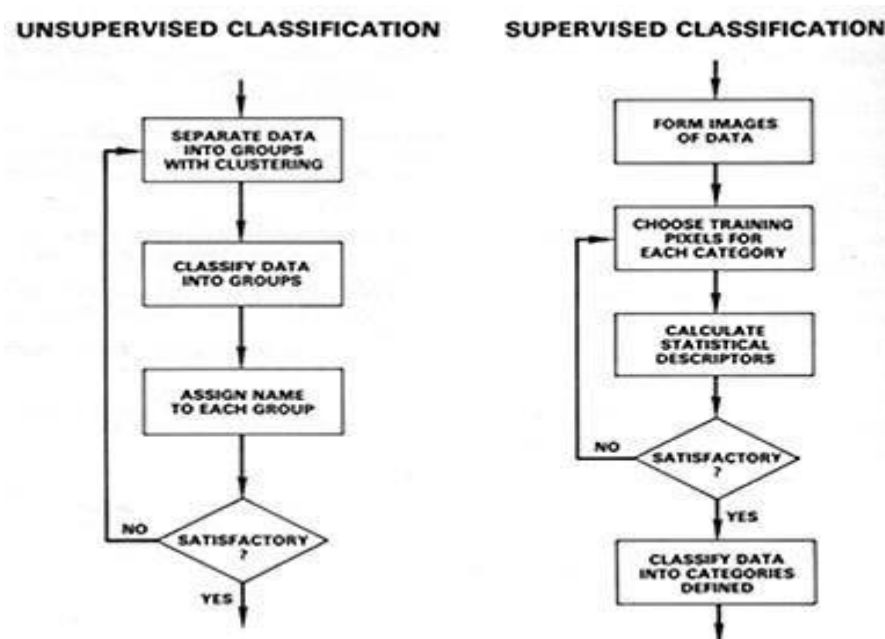 UNSUPERVISED CLASSIFICATION
SEPARATE DATA
INTO GROUPS
WITH CLUSTERING
CLASSIFY DATA
INTO GROUPS
ASSIGN NAME
TO EACH GROUP
NO
SATISFACTORY
?
YES
SUPERVISED CLASSIFICATION
FORM IMAGES
OF DATA
CHOOSE TRAINING
PIXELS FOR
EACH CATEGORY
CALCULATE
STATISTICAL
DESCRIPTORS
NO
SATISFACTORY
?
YES
CLASSIFY DATA
INTO CATEGORIES
DEFINED